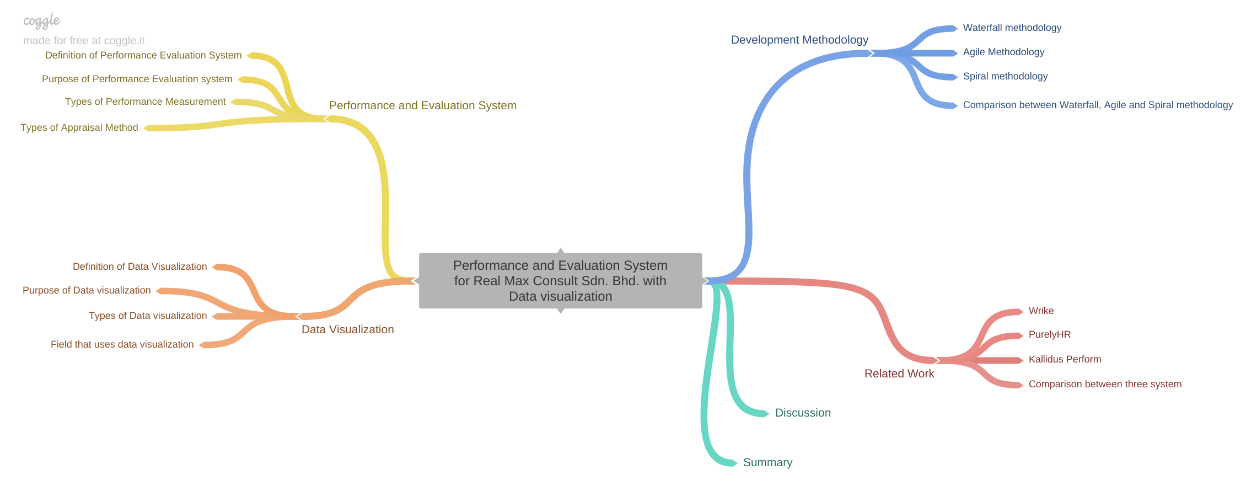 coggle
made for free at coggle.it
Definition of Performance Evaluation System
Purpose of Performance Evaluation system
Types of Performance Measurement
Types of Appraisal Method
Performance and Evaluation System
Definition of Data Visualization
Purpose of Data visualization
Types of Data visualization
Field that uses data visualization
Data Visualization
Performance and Evaluation System
for Real Max Consult Sdn. Bhd. with
Data visualization
Development Methodology
Waterfall methodology
Agile Methodology
Spiral methodology
Comparison between Waterfall, Agile and Spiral methodology
Related Work
Wrike
PurelyHR
Kallidus Perform
Comparison between three system
Discussion
Summary